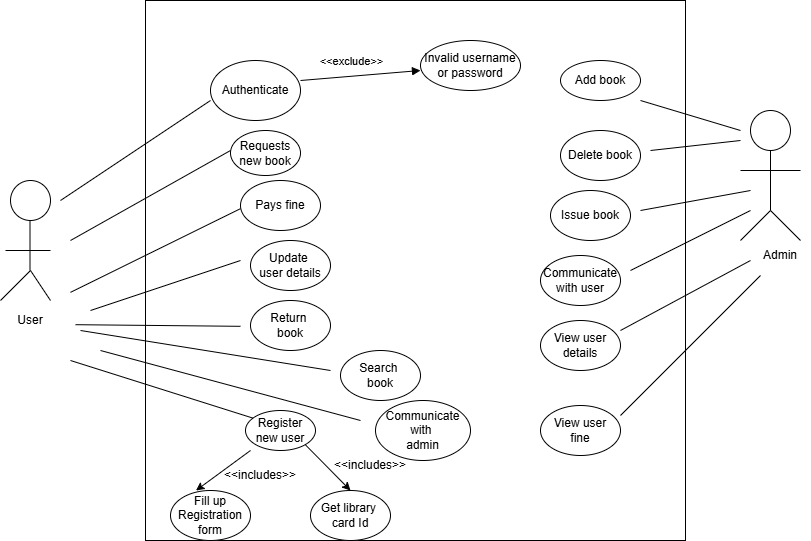 <<exclude>>
Invalid username
or password
Authenticate
Add book
Requests
new book
Delete book
Pays fine
Issue book
Update
user details
Communicate
with user
Admin
User
Return
book
View user
details
Search
book
Communicate
with
admin
Register
new user
View user
fine
<<includes>>
<<includes>>
Fill up
Registration
form
Get library
card Id